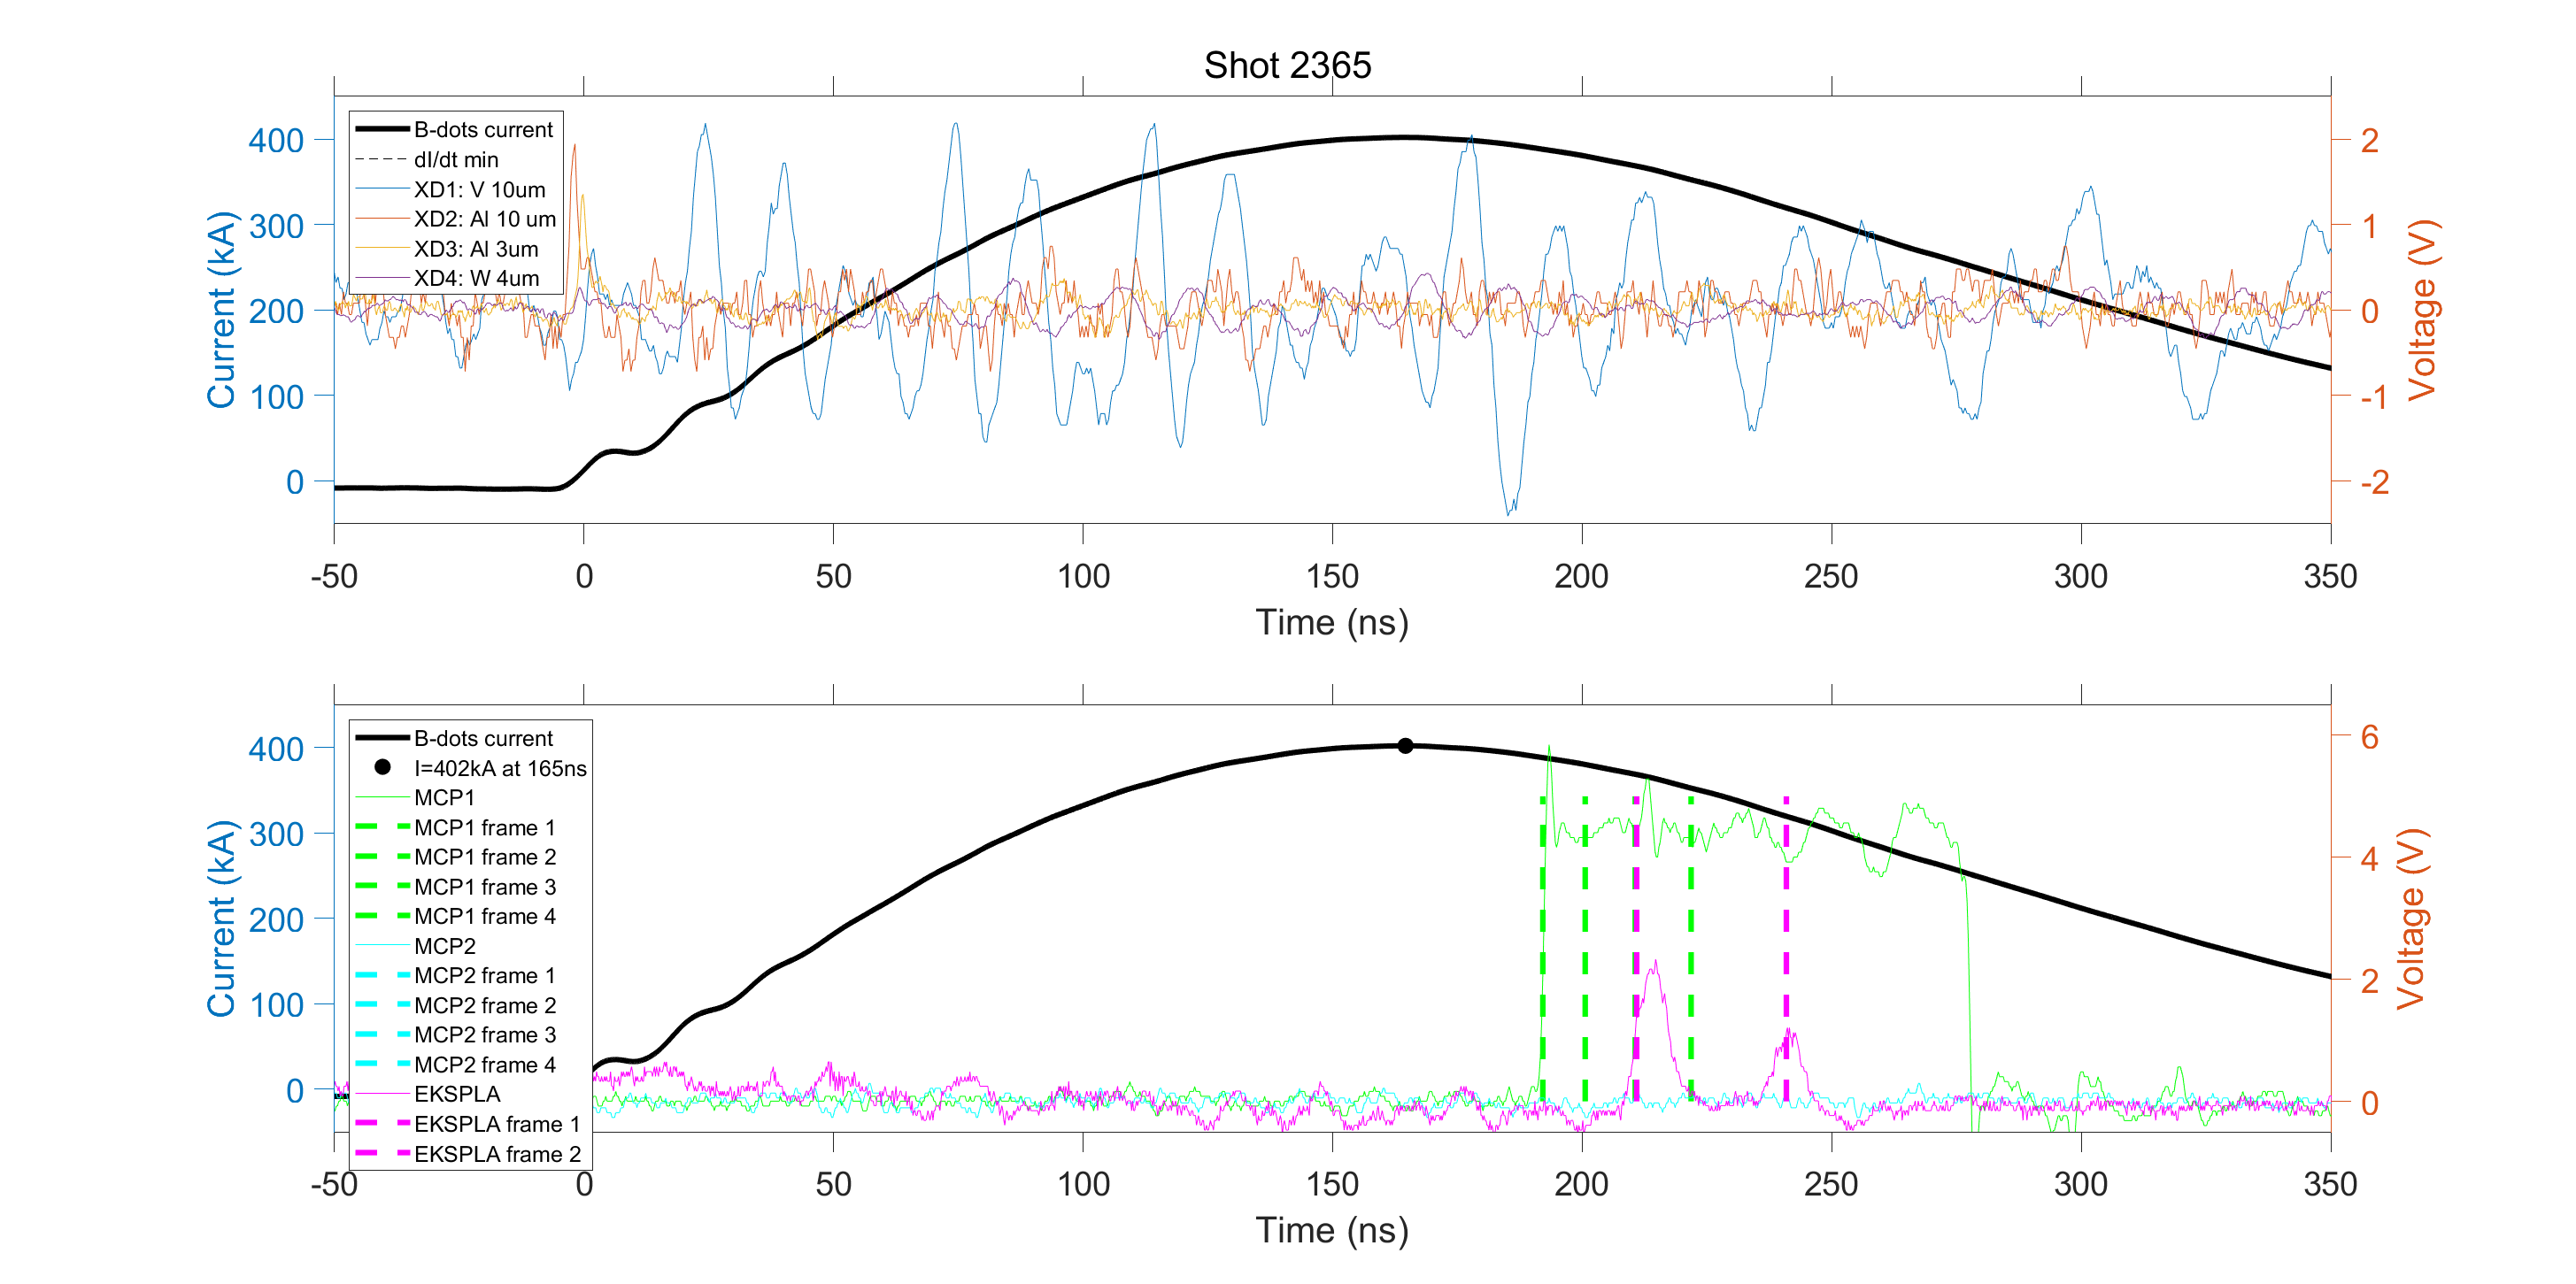 Shot 2365
B-dots current
dI/dt min
XD1: V 10um
XD2: Al 10 um
XD3: Al 3um
XD4: W 4um
400
300
200
100
0
Current (kA)
2
1
0
-1
-2
Voltage (V)
-50 0 50 100 150 200 250 300 350
Time (ns)
B-dots current
I=402kA at 165ns
MCP1
MCP1 frame 1
MCP1 frame 2
MCP1 frame 3
MCP1 frame 4
MCP2
MCP2 frame 1
MCP2 frame 2
MCP2 frame 3
MCP2 frame 4
EKSPLA
EKSPLA frame 1
EKSPLA frame 2
400
300
200
100
0
Current (kA)
6
4
2
0
Voltage (V)
-50 0 50 100 150 200 250 300 350
Time (ns)